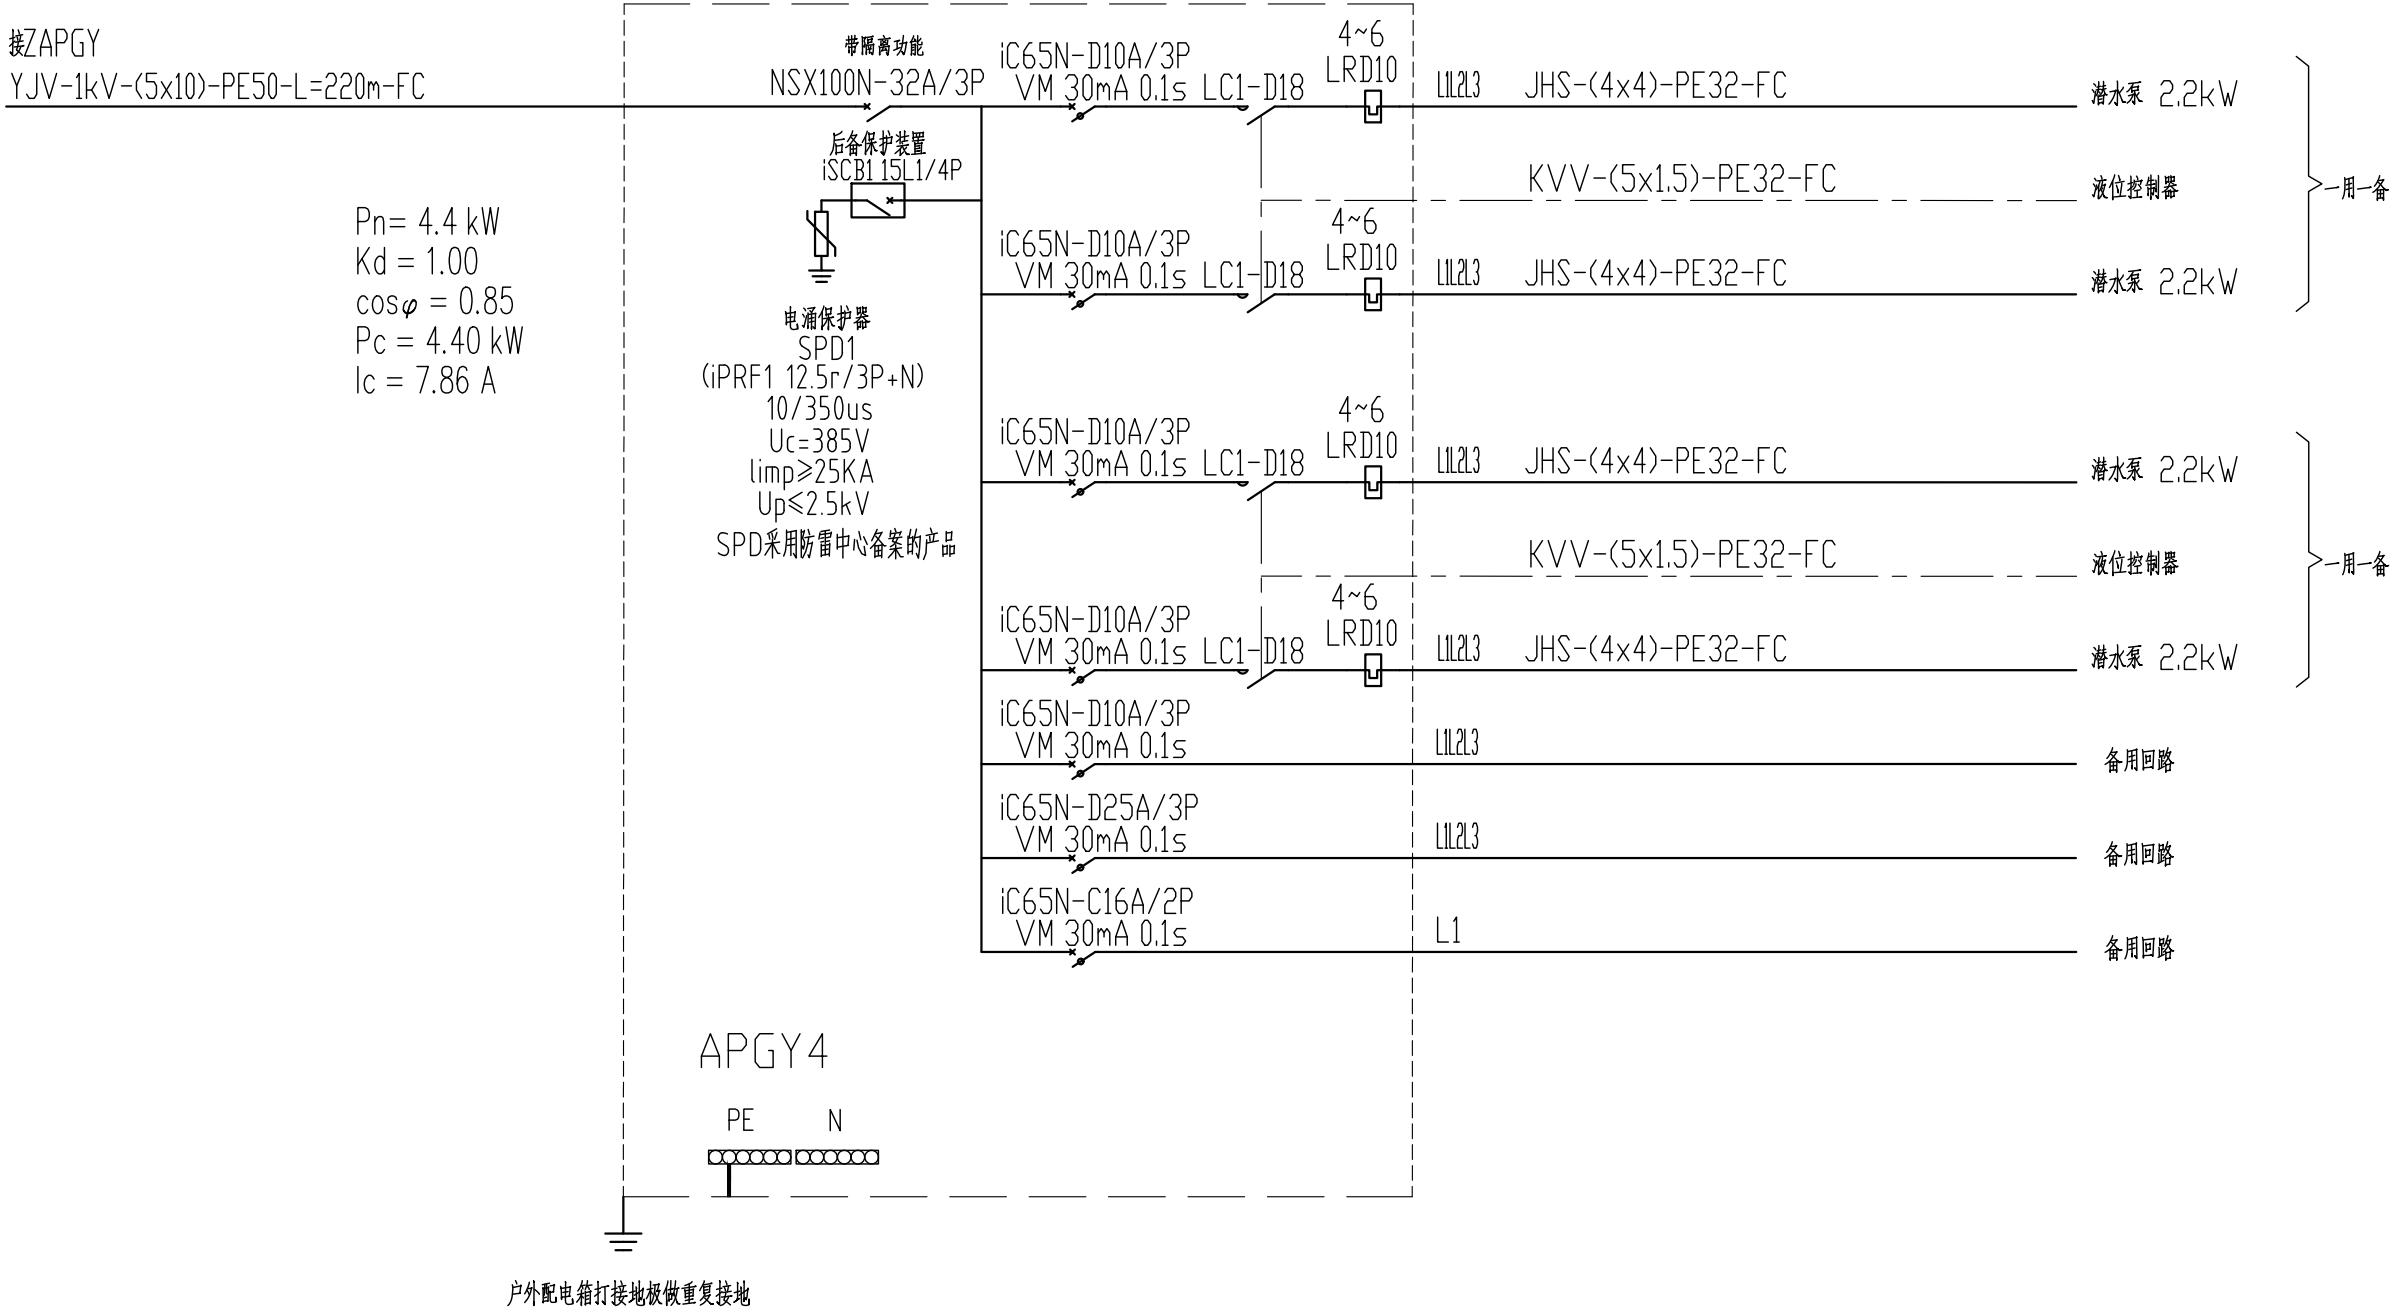 接ZAPGY
YJV-1kV-(5x10)-PE50-L=220m-FC
Pn= 4.4 kW
Kd = 1.00
cosφ = 0.85
Pc = 4.40 kW
Ic = 7.86 A
带隔离功能
NSX100N-32A/3P
后备保护装置
iSCB1 15L1/4P
电涌保护器
SPD1
(iPRF1 12.5r/3P+N)
10/350us
Uc=385V
limp≥25KA
Up≤2.5kV
SPD采用防雷中心备案的产品
iC65N-D10A/3P
VM 30mA 0.1s LC1-D18
4~6
LRD10
L1L2L3 JHS-(4x4)-PE32-FC 潜水泵 2.2kW
KVV-(5x1.5)-PE32-FC 液位控制器
一用一备
iC65N-D10A/3P
VM 30mA 0.1s LC1-D18
4~6
LRD10
L1L2L3 JHS-(4x4)-PE32-FC 潜水泵 2.2kW
iC65N-D10A/3P
VM 30mA 0.1s LC1-D18
4~6
LRD10
L1L2L3 JHS-(4x4)-PE32-FC 潜水泵 2.2kW
KVV-(5x1.5)-PE32-FC 液位控制器
一用一备
iC65N-D10A/3P
VM 30mA 0.1s LC1-D18
4~6
LRD10
L1L2L3 JHS-(4x4)-PE32-FC 潜水泵 2.2kW
iC65N-D10A/3P
VM 30mA 0.1s
L1L2L3 备用回路
iC65N-D25A/3P
VM 30mA 0.1s
L1L2L3 备用回路
iC65N-C16A/2P
VM 30mA 0.1s
L1 备用回路
APGY4
PE N
户外配电箱打接地极做重复接地